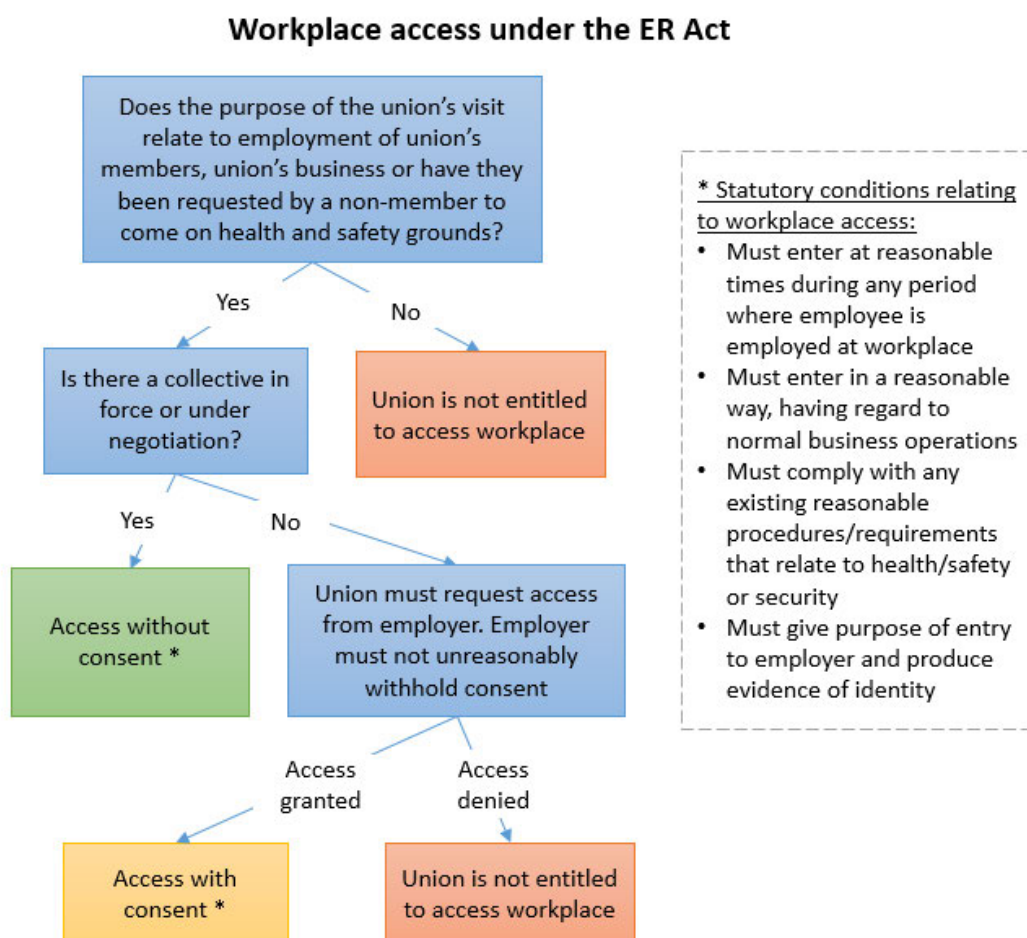 Workplace access under the ER Act
Does the purpose of the union's visit
relate to employment of union's
members, union's business or have they
been requested by a non-member to
come on health and safety grounds?
Yes
No
Is there a collective in
force or under
negotiation?
Union is not entitled
to access workplace
Yes
No
Access without
consent *
Union must request access
from employer. Employer
must not unreasonably
withhold consent
Access
granted
Access
denied
Access with
consent *
Union is not entitled
to access workplace
* Statutory conditions relating
to workplace access:
• Must enter at reasonable
times during any period
where employee is
employed at workplace
• Must enter in a reasonable
way, having regard to
normal business operations
• Must comply with any
existing reasonable
procedures/requirements
that relate to health/safety
or security
• Must give purpose of entry
to employer and produce
evidence of identity